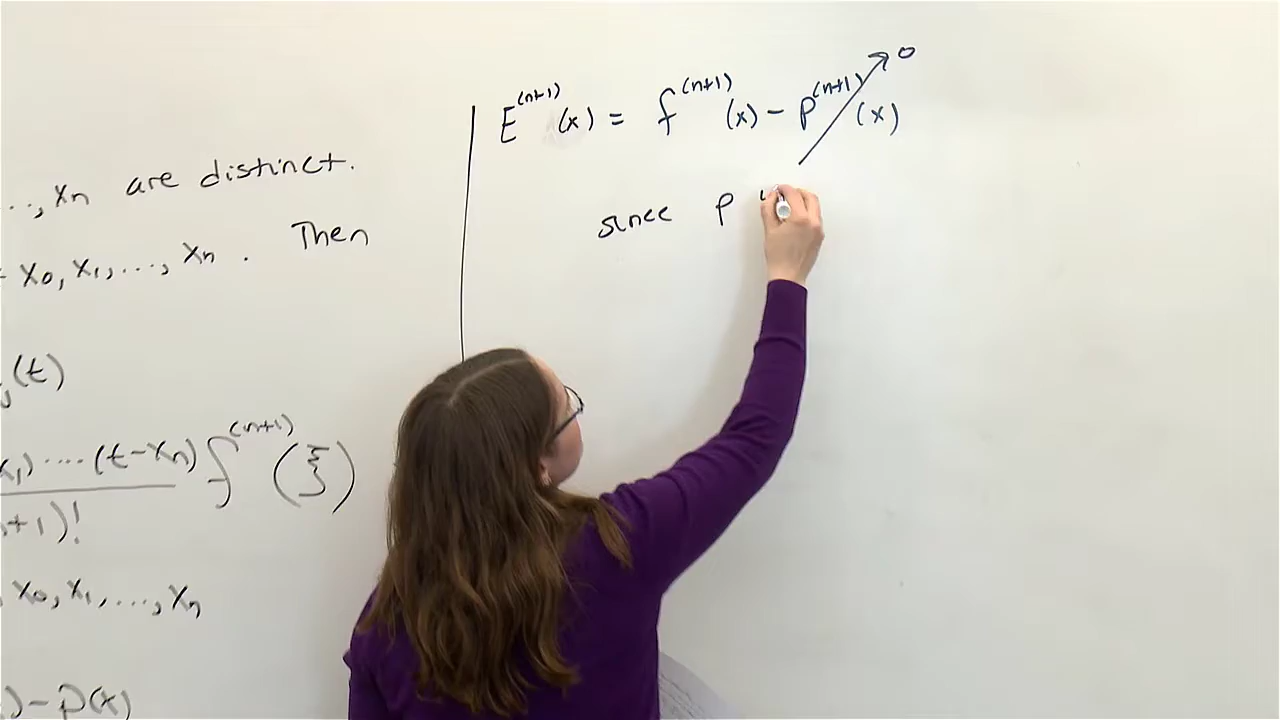 ..., xₙ are distinct.
x₀, x₁, ..., xₙ . Then
(t)
x₁) ⋯ (t-xₙ) f⁽ⁿ⁺¹⁾ (ξ)
+1)!
, x₀, x₁, ..., xₙ
) - p(x)
E⁽ⁿ⁺¹⁾(x) = f⁽ⁿ⁺¹⁾(x) - p⁽ⁿ⁺¹⁾(x) → 0
since p